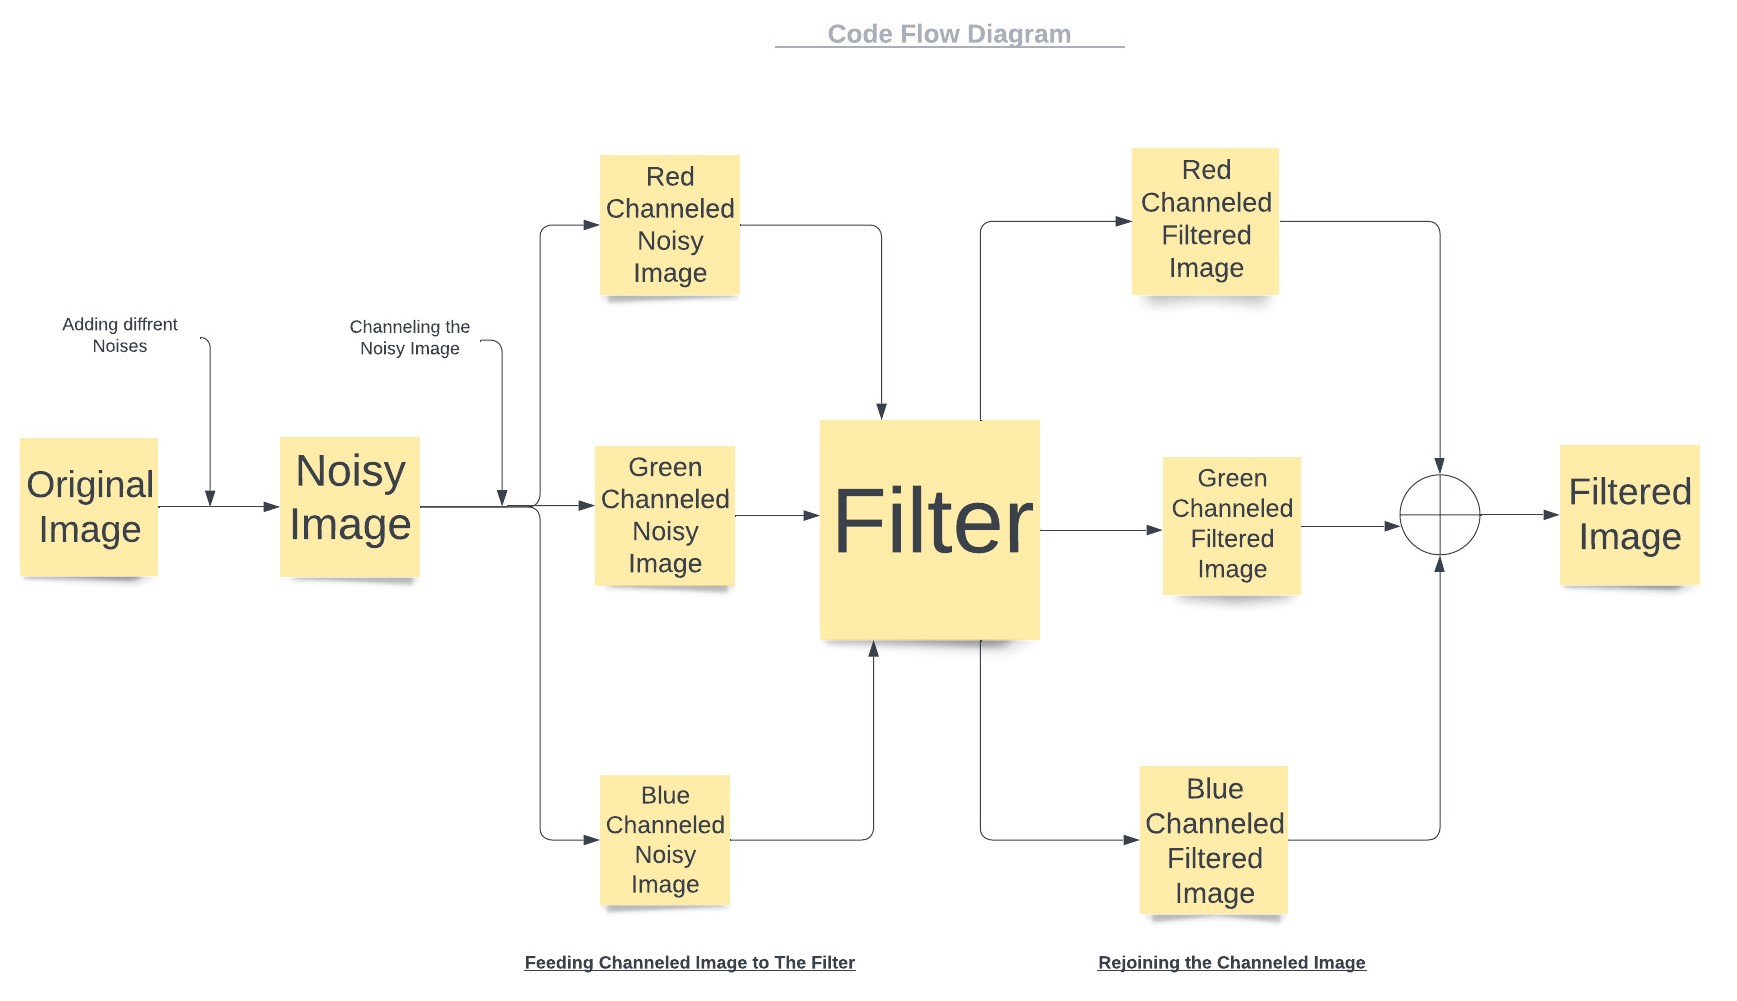 Code Flow Diagram
Adding diffrent
Noises
Original
Image
Noisy
Image
Channeling the
Noisy Image
Red
Channeled
Noisy
Image
Green
Channeled
Noisy
Image
Blue
Channeled
Noisy
Image
Filter
Red
Channeled
Filtered
Image
Green
Channeled
Filtered
Image
Blue
Channeled
Filtered
Image
Filtered
Image
Feeding Channeled Image to The Filter
Rejoining the Channeled Image